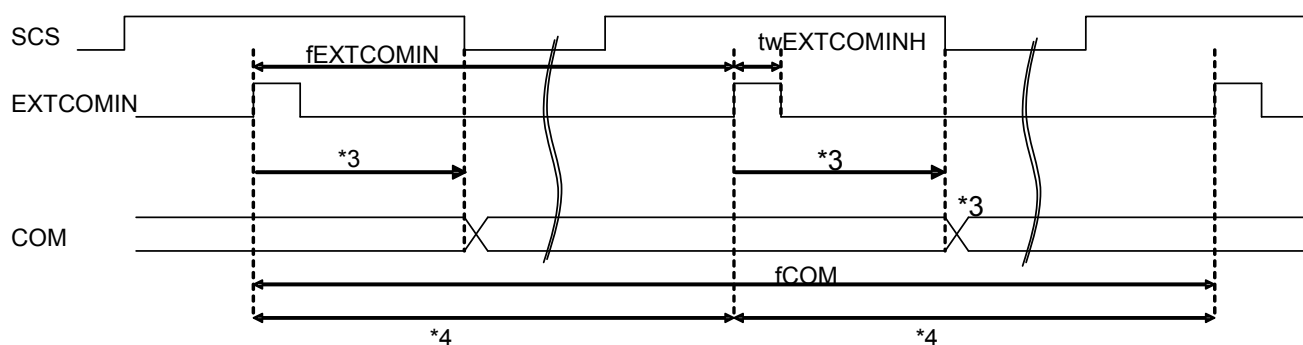 SCS
fEXTCOMIN
twEXTCOMINH
EXTCOMIN
*3
*3
*3
COM
fCOM
*4
*4